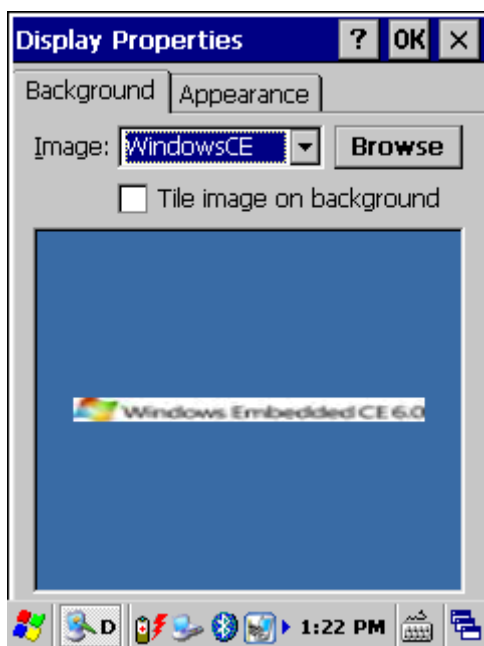 Display Properties ? OK ×
Background Appearance
Image: WindowsCE Browse
Tile image on background
Windows Embedded CE 6.0
D 1:22 PM